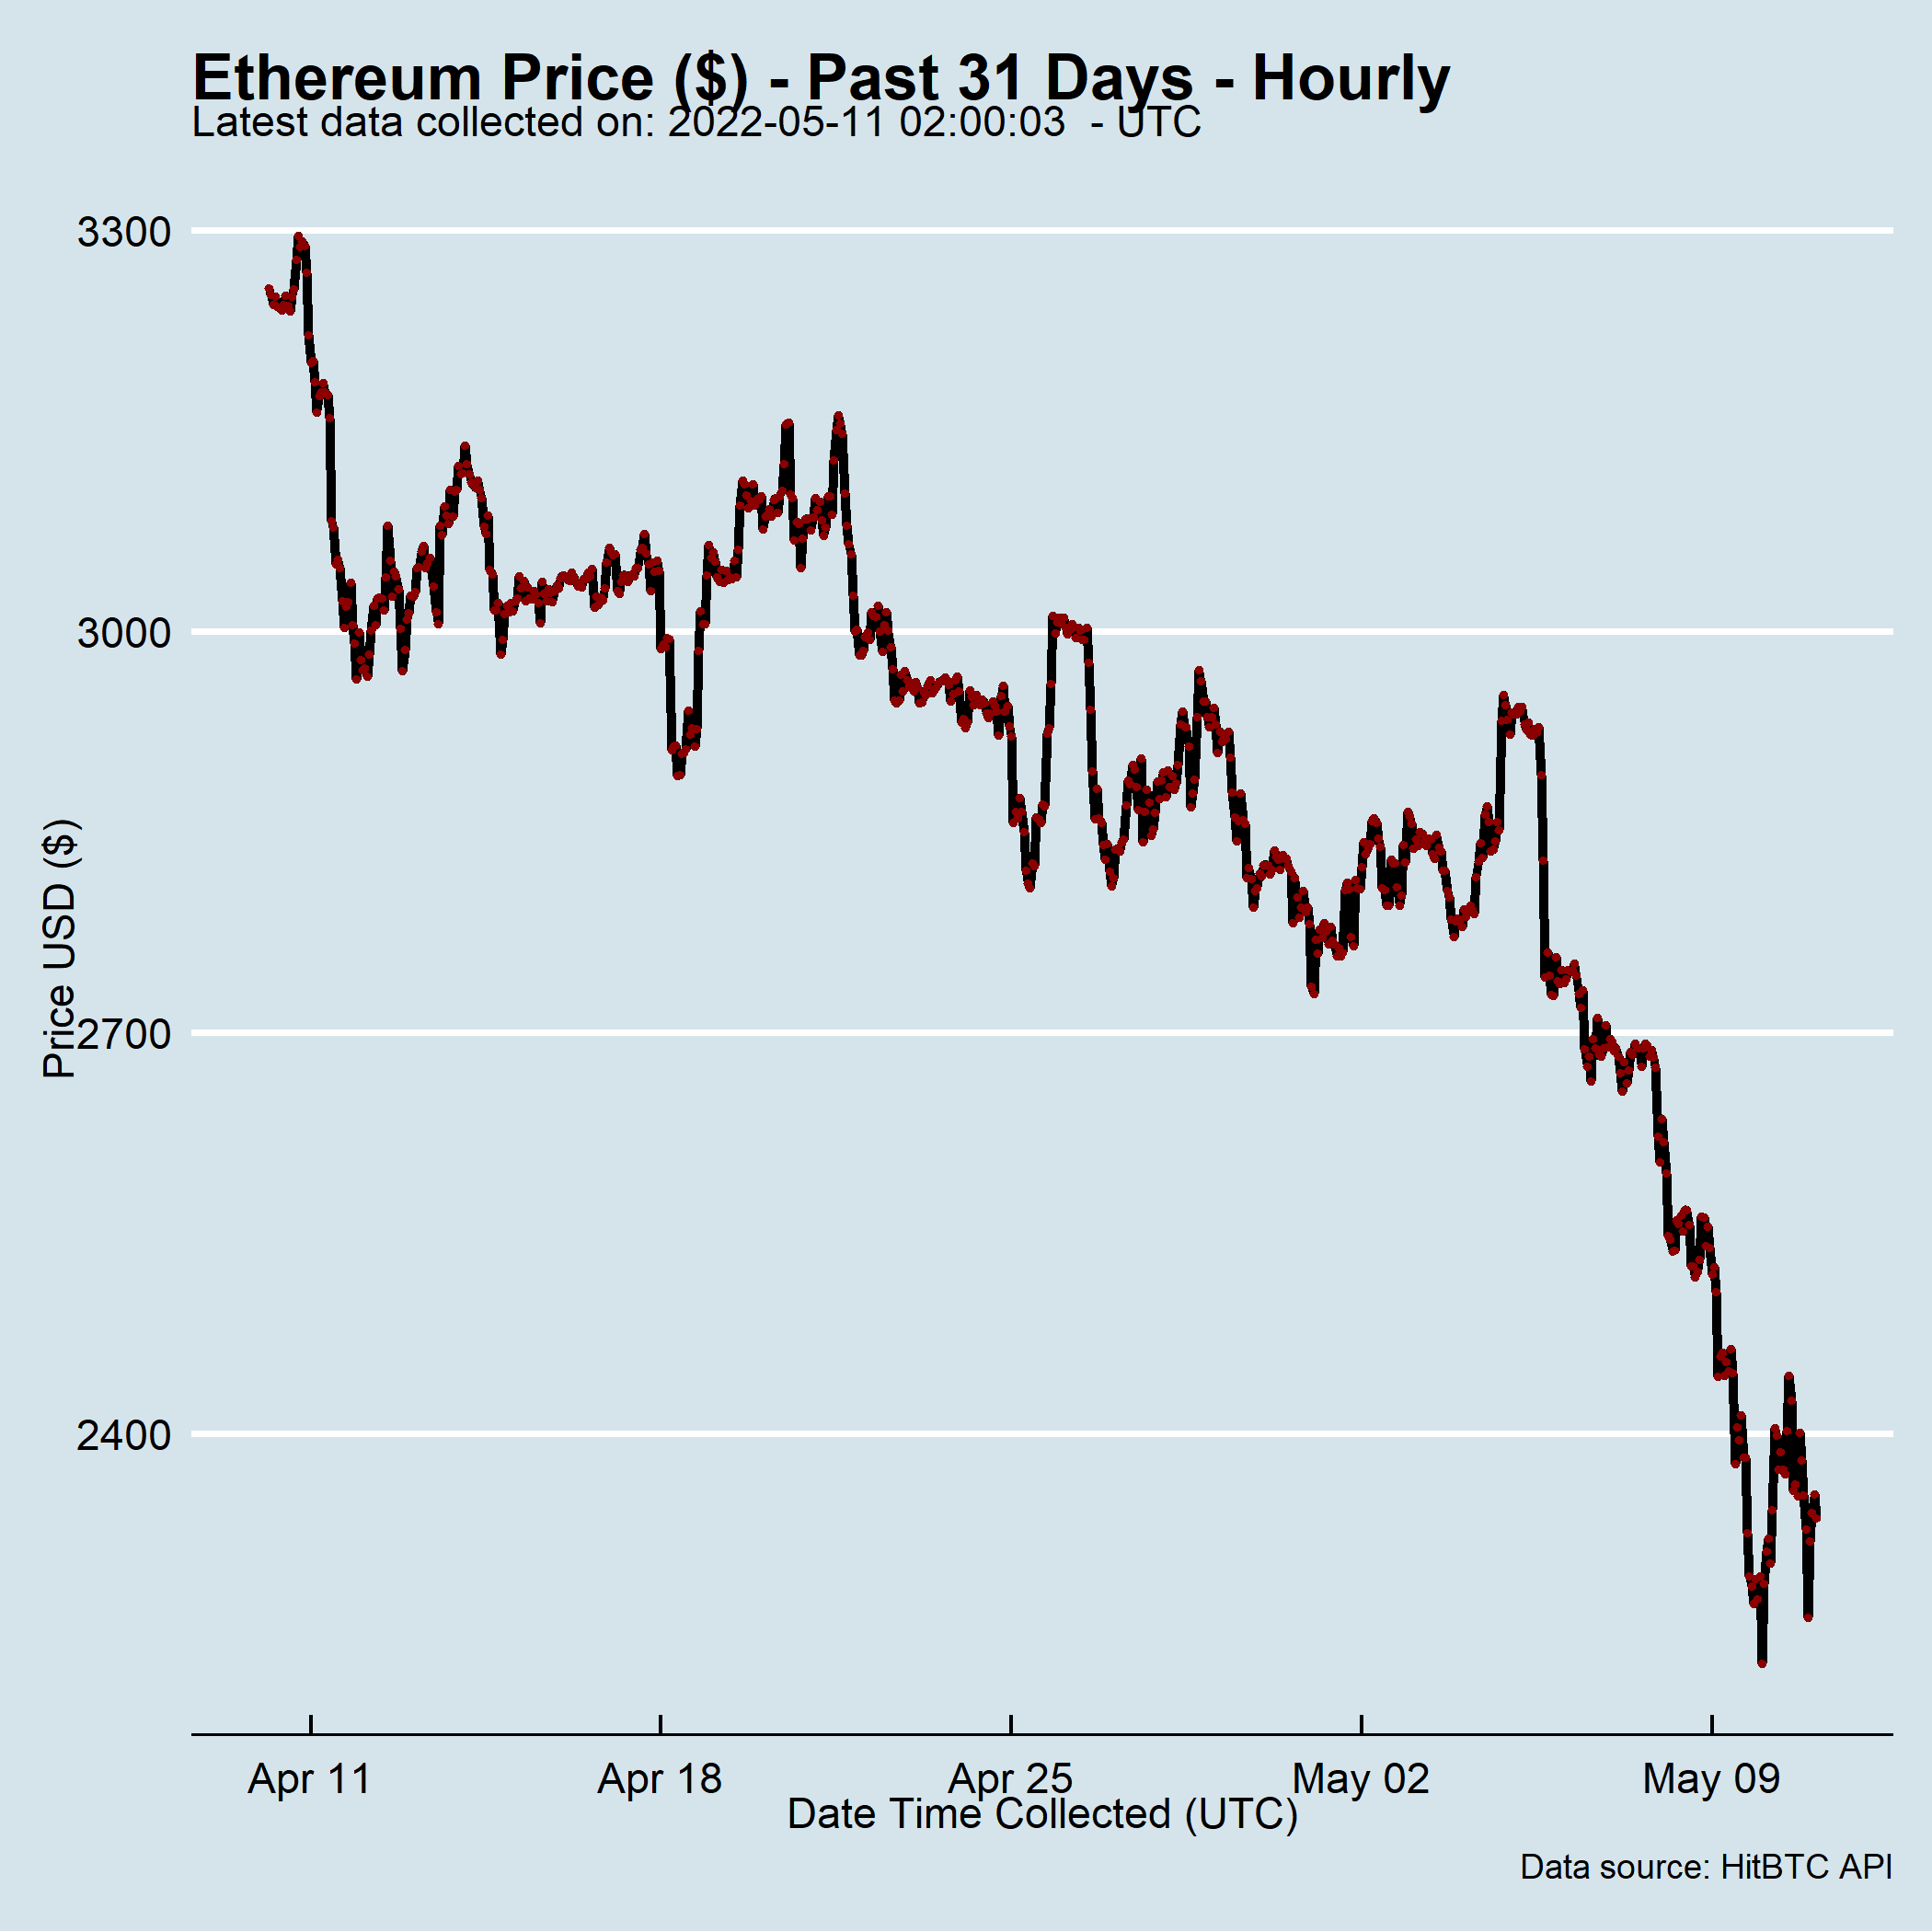 Ethereum Price ($) - Past 31 Days - Hourly
Latest data collected on: 2022-05-11 02:00:03  - UTC
3300
3000
2700
2400
Price USD ($)
Apr 11 Apr 18 Apr 25 May 02 May 09
Date Time Collected (UTC)
Data source: HitBTC API